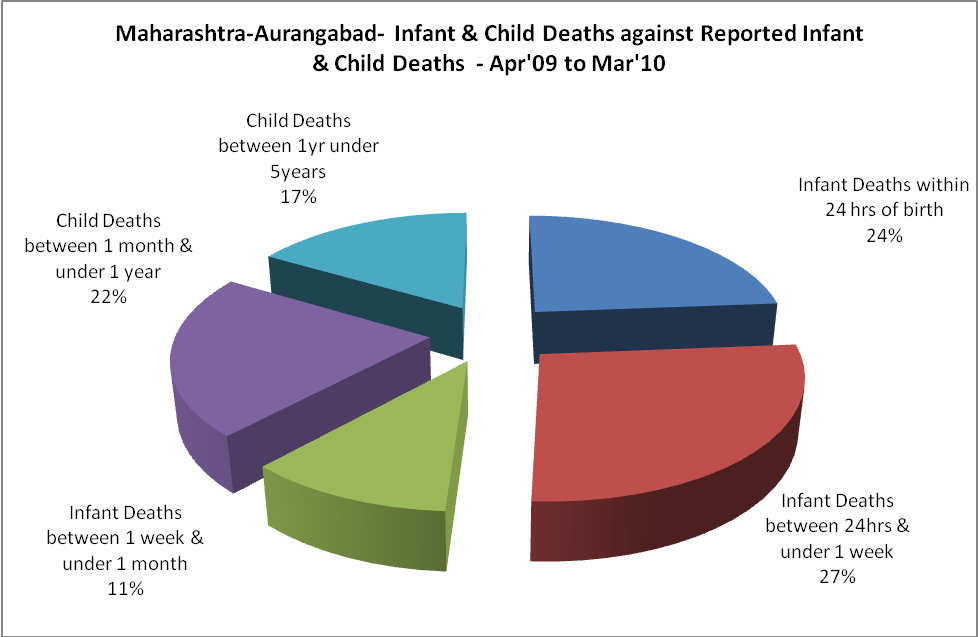 Maharashtra-Aurangabad- Infant & Child Deaths against Reported Infant
& Child Deaths - Apr'09 to Mar'10
Child Deaths
between 1yr under
5years
17%
Infant Deaths within
24 hrs of birth
24%
Child Deaths
between 1 month &
under 1 year
22%
Infant Deaths
between 24hrs &
under 1 week
27%
Infant Deaths
between 1 week &
under 1 month
11%